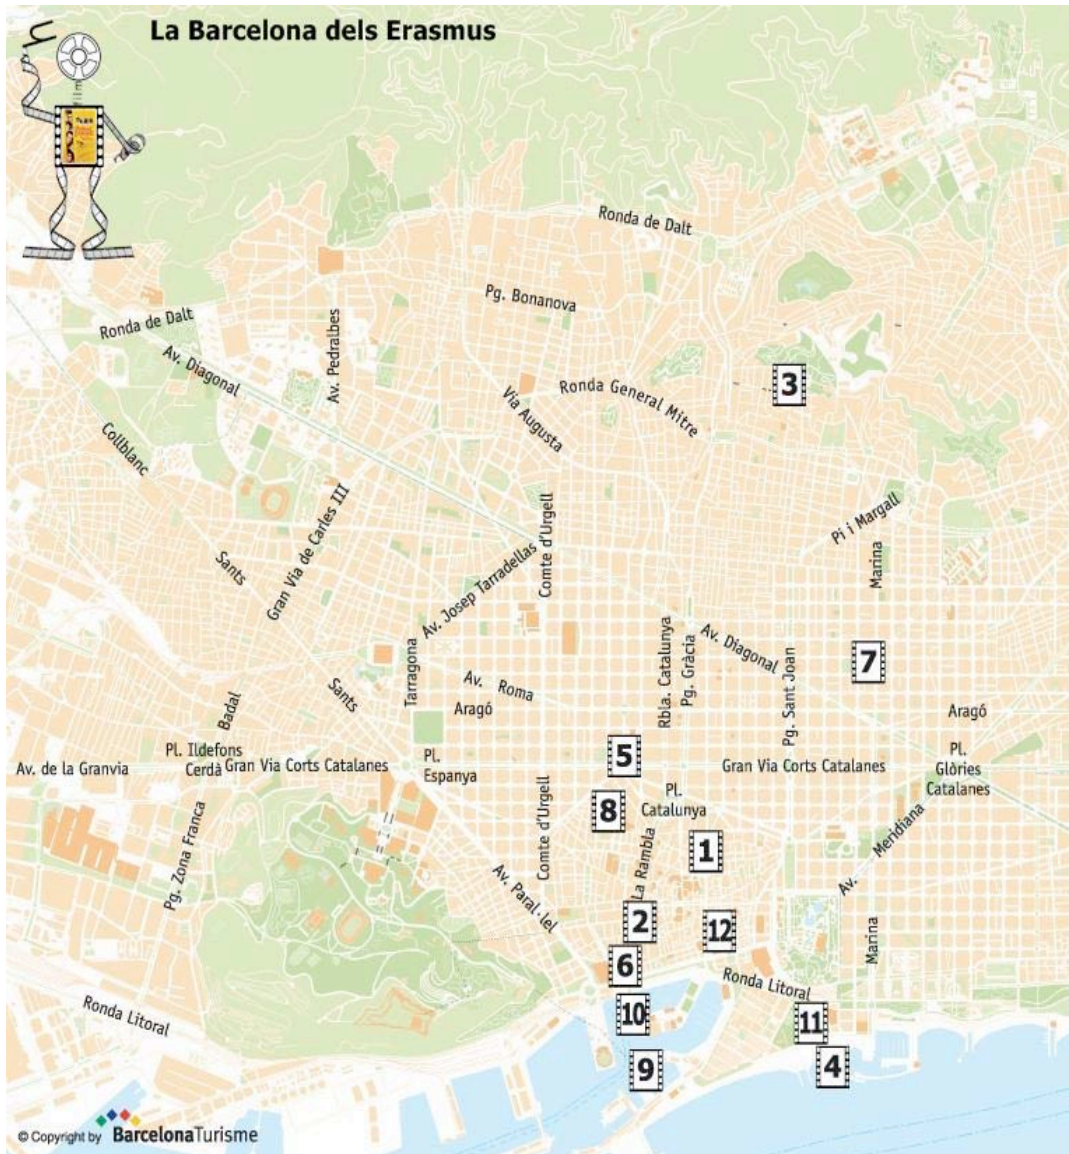 La Barcelona dels Erasmus
film
Ronda de Dalt
Pg. Bonanova
Ronda de Dalt
Av. Diagonal
Av. Pedralbes
3
Ronda General Mitre
Via Augusta
Collblanc
Gran Via de Carles III
Comte d'Urgell
Pi i Margall
Marina
Sants
Av. Josep Tarradellas
Tarragona
Rbla. Catalunya
Pg. Gràcia
Av. Diagonal
Pg. Sant Joan
7
Sants
Av. Roma
Aragó
Aragó
Badal
Pl. Ildefons
Cerdà
Av. de la Granvia
Gran Via Corts Catalanes
Pl.
Espanya
5
Gran Via Corts Catalanes
Pl.
Glòries
Catalanes
Comte d'Urgell
8
Pl.
Catalunya
Pg. Zona Franca
La Rambla
1
Av. Meridiana
Av. Paral·lel
2
12
Marina
6
Ronda Litoral
Ronda Litoral
10
11
9
4
© Copyright by BarcelonaTurisme